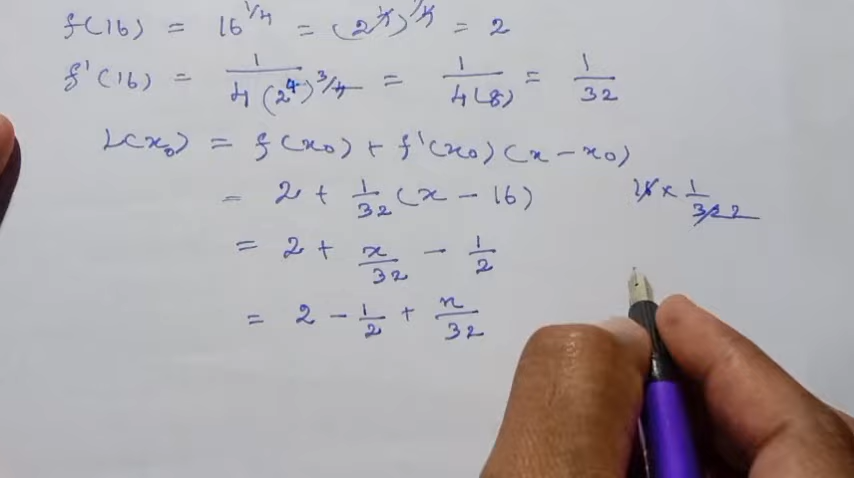 f(16) = 16^1/4 = (2^4)^1/4 = 2
f'(16) = 1/4(2^4)^3/4 = 1/4(8) = 1/32
L(x₀) = f(x₀) + f'(x₀)(x − x₀)
= 2 + 1/32 (x − 16) 16 × 1/32 2
= 2 + x/32 − 1/2
= 2 − 1/2 + x/32